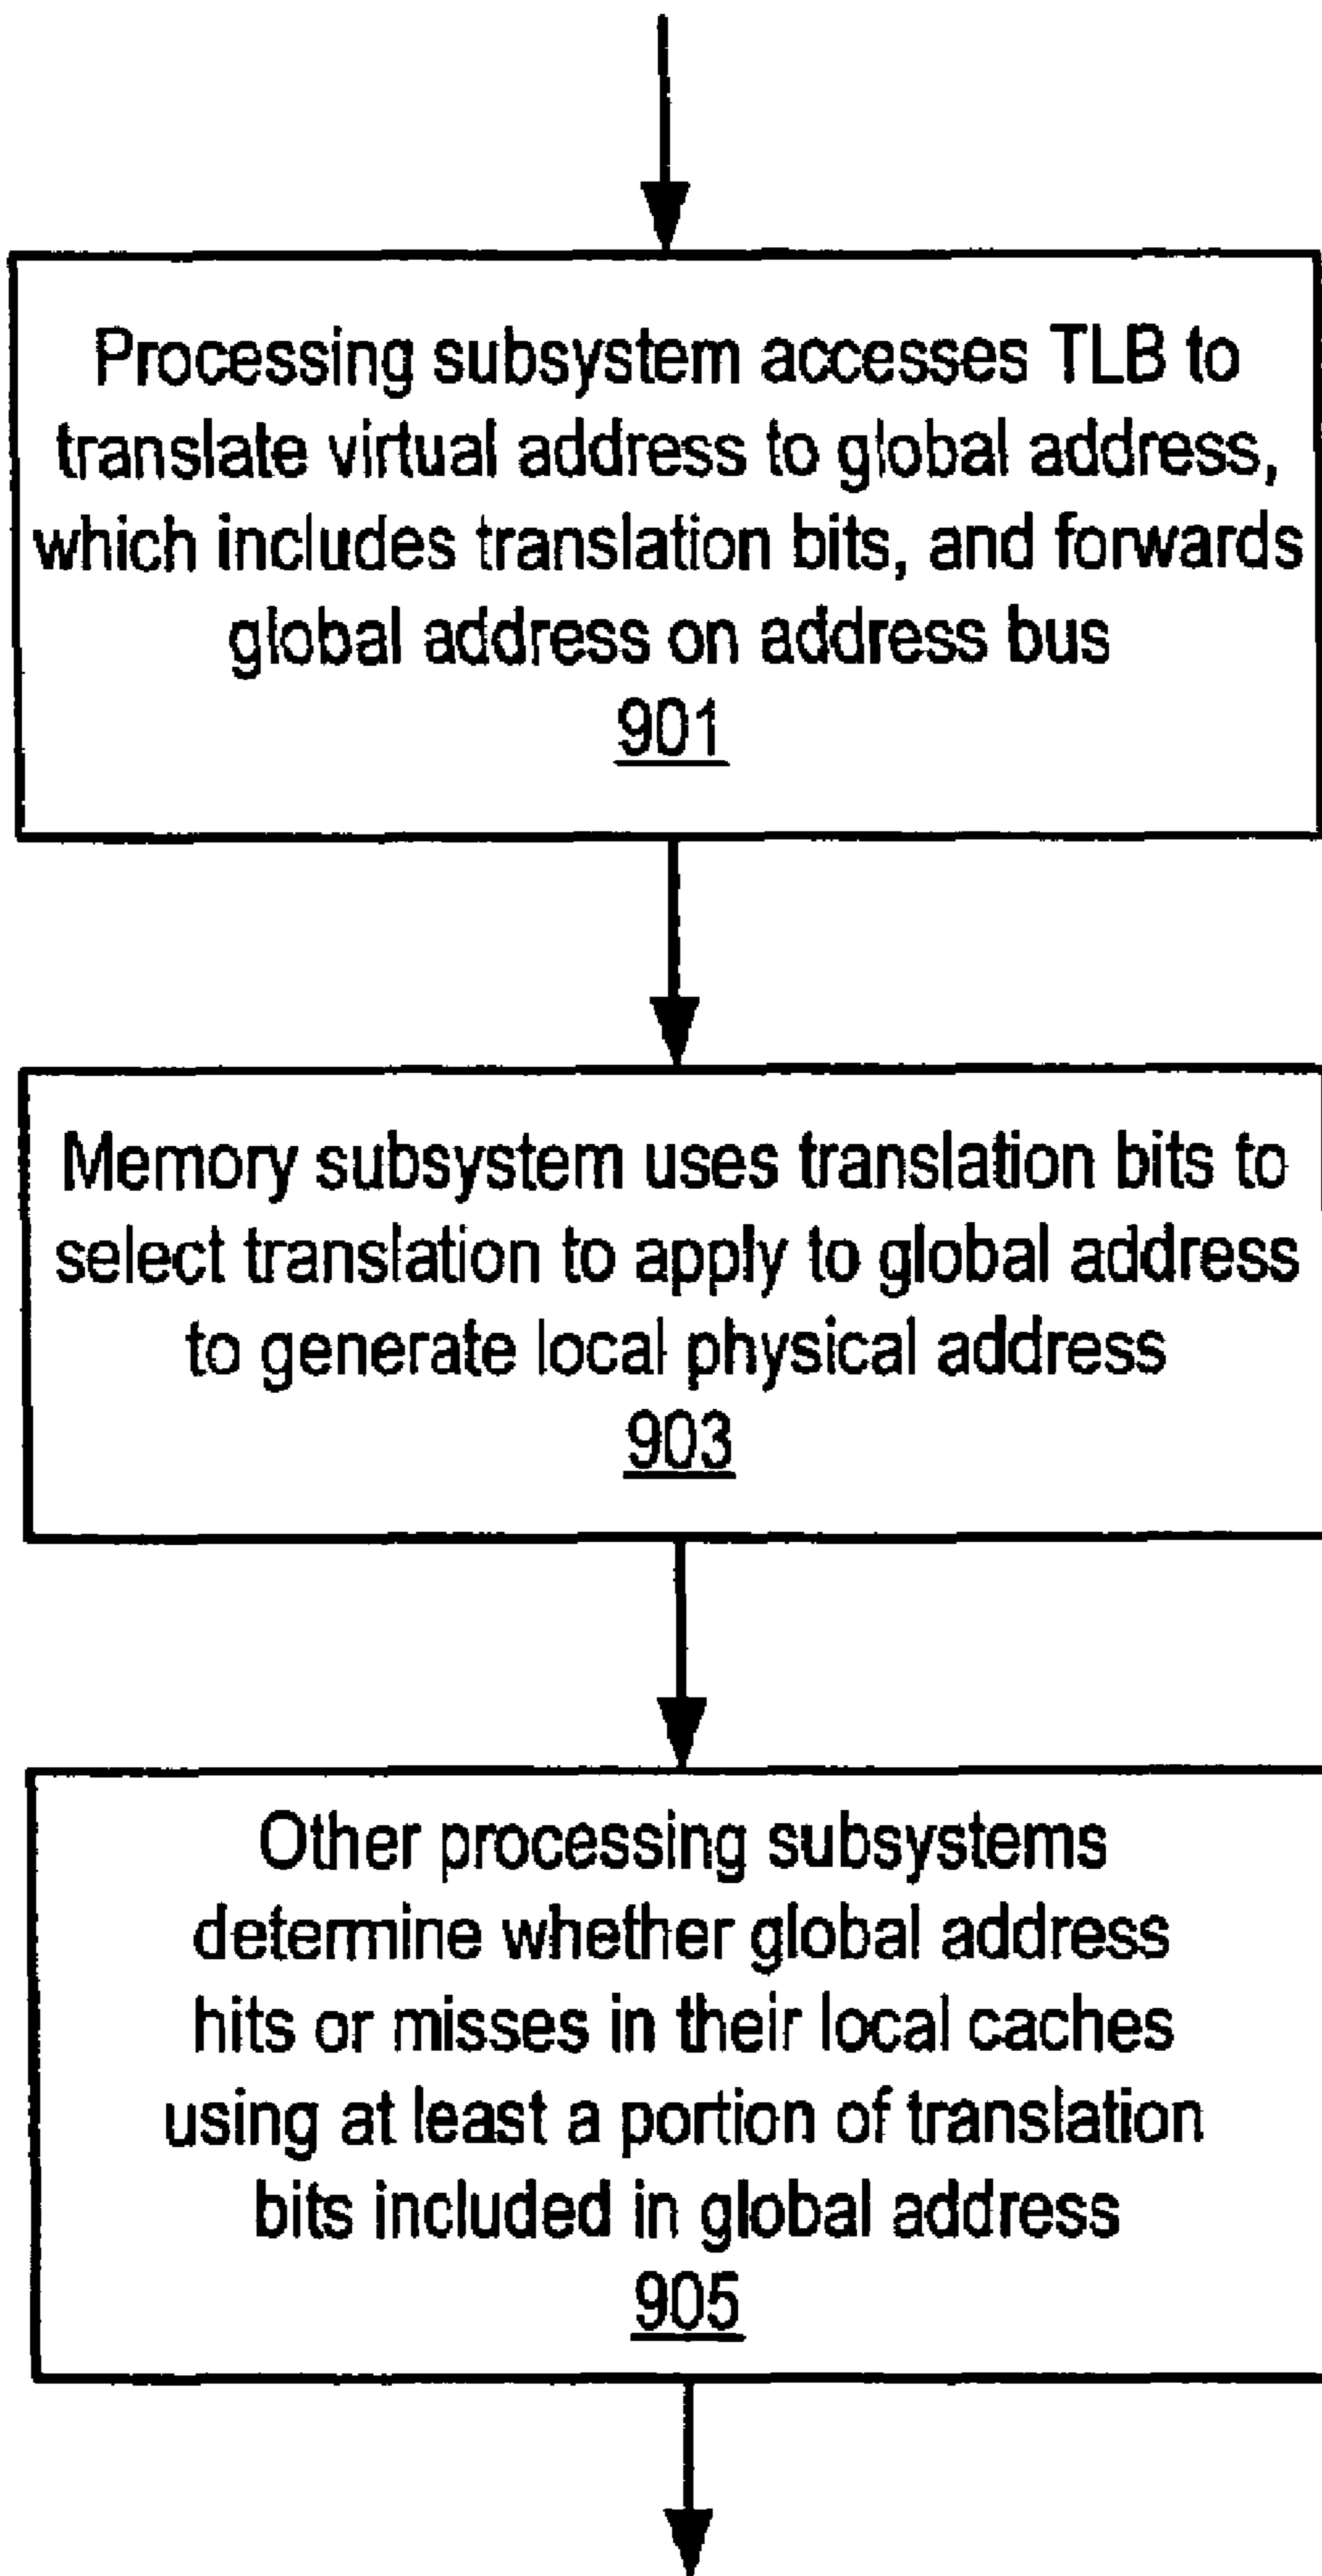 Processing subsystem accesses TLB to
translate virtual address to global address,
which includes translation bits, and forwards
global address on address bus
901
Memory subsystem uses translation bits to
select translation to apply to global address
to generate local physical address
903
Other processing subsystems
determine whether global address
hits or misses in their local caches
using at least a portion of translation
bits included in global address
905